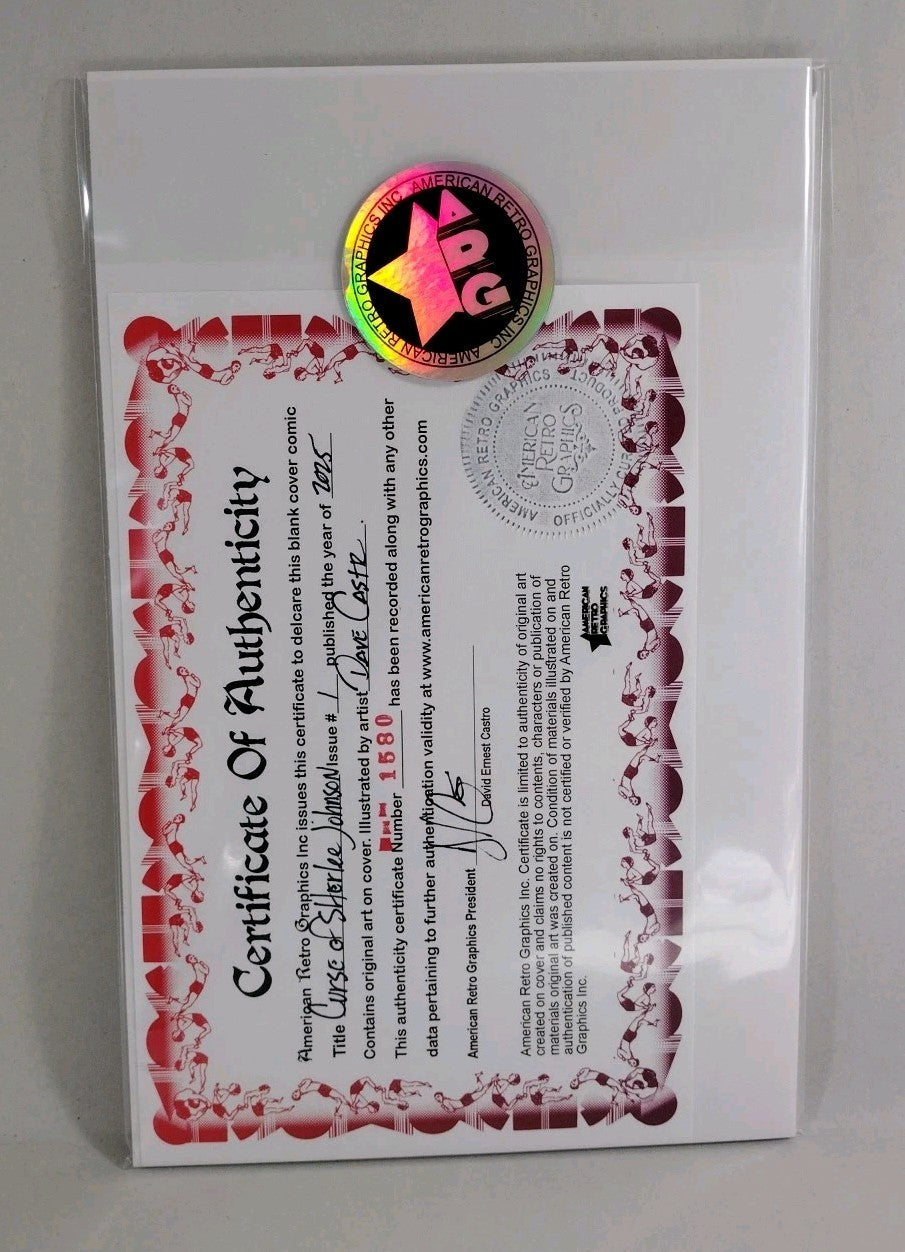 Certificate Of Authenticity
American Retro Graphics Inc issues this certificate to delcare this blank cover comic
Title Curse of Sherlee Johnson issue # 1 published the year of 2025
Contains original art on cover. Illustrated by artist Dave Castr.
This authenticity certificate Number 1580 has been recorded along with any other
data pertaining to further authentication validity at www.americanretrographics.com
American Retro Graphics President
David Ernest Castro
American Retro Graphics Inc. Certificate is limited to authenticity of original art
created on cover and claims no rights to contents, characters or publication of
materials original art was created on. Condition of materials illustrated on and
authentication of published content is not certified or verified by American Retro
Graphics Inc.
AMERICAN
RETRO
GRAPHICS
AMERICAN RETRO GRAPHICS INC. AMERICAN RETRO GRAPHICS INC.
ARG
AMERICAN RETRO GRAPHICS
OFFICIALLY
AMERICAN
RETRO
GRAPHICS